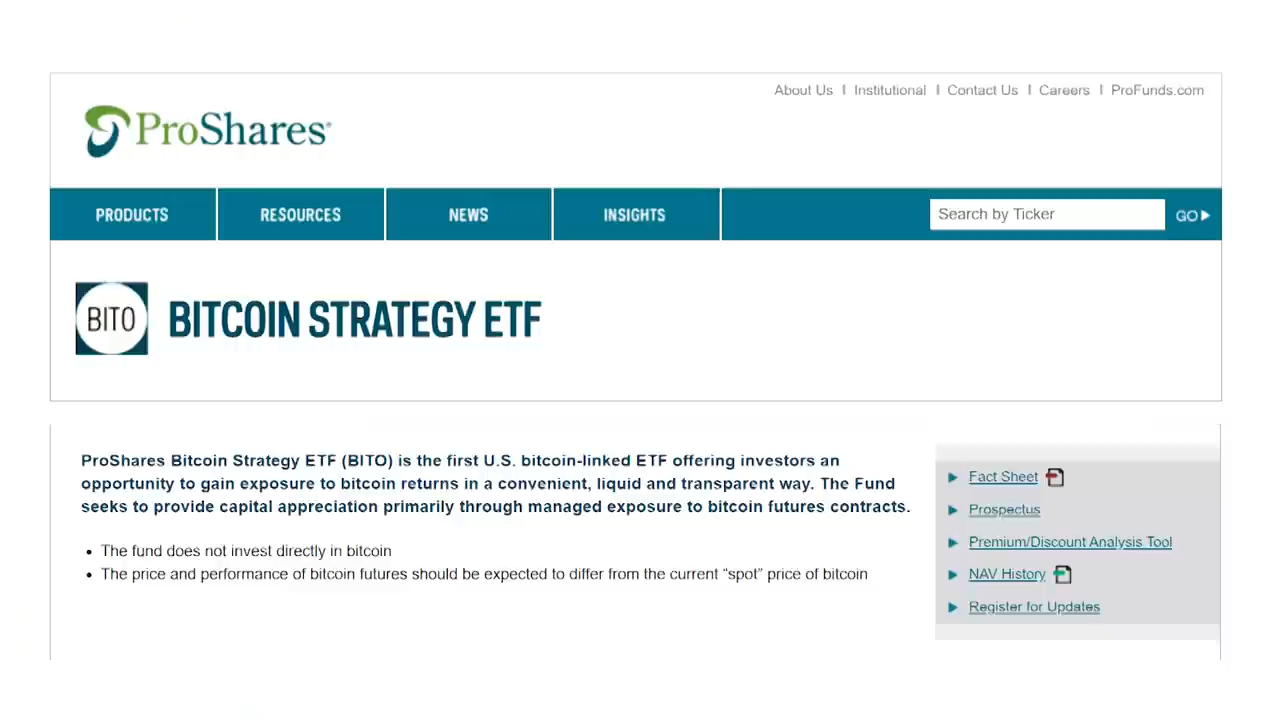 About Us I Institutional I Contact Us I Careers I ProFunds.com
ProShares®
PRODUCTS
RESOURCES
NEWS
INSIGHTS
Search by Ticker
GO
BITO
BITCOIN STRATEGY ETF
ProShares Bitcoin Strategy ETF (BITO) is the first U.S. bitcoin-linked ETF offering investors an
opportunity to gain exposure to bitcoin returns in a convenient, liquid and transparent way. The Fund
seeks to provide capital appreciation primarily through managed exposure to bitcoin futures contracts.
• The fund does not invest directly in bitcoin
• The price and performance of bitcoin futures should be expected to differ from the current “spot” price of bitcoin
Fact Sheet
Prospectus
Premium/Discount Analysis Tool
NAV History
Register for Updates